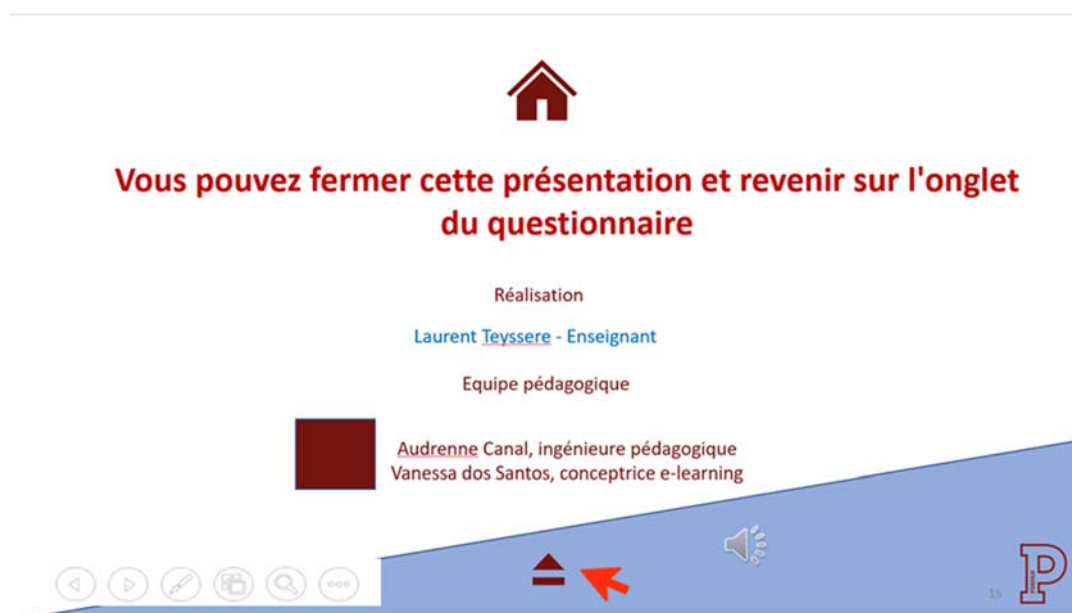 Vous pouvez fermer cette présentation et revenir sur l'onglet
du questionnaire
Réalisation
Laurent Teyssere - Enseignant
Equipe pédagogique
Audrenne Canal, ingénieure pédagogique
Vanessa dos Santos, conceptrice e-learning
15
P